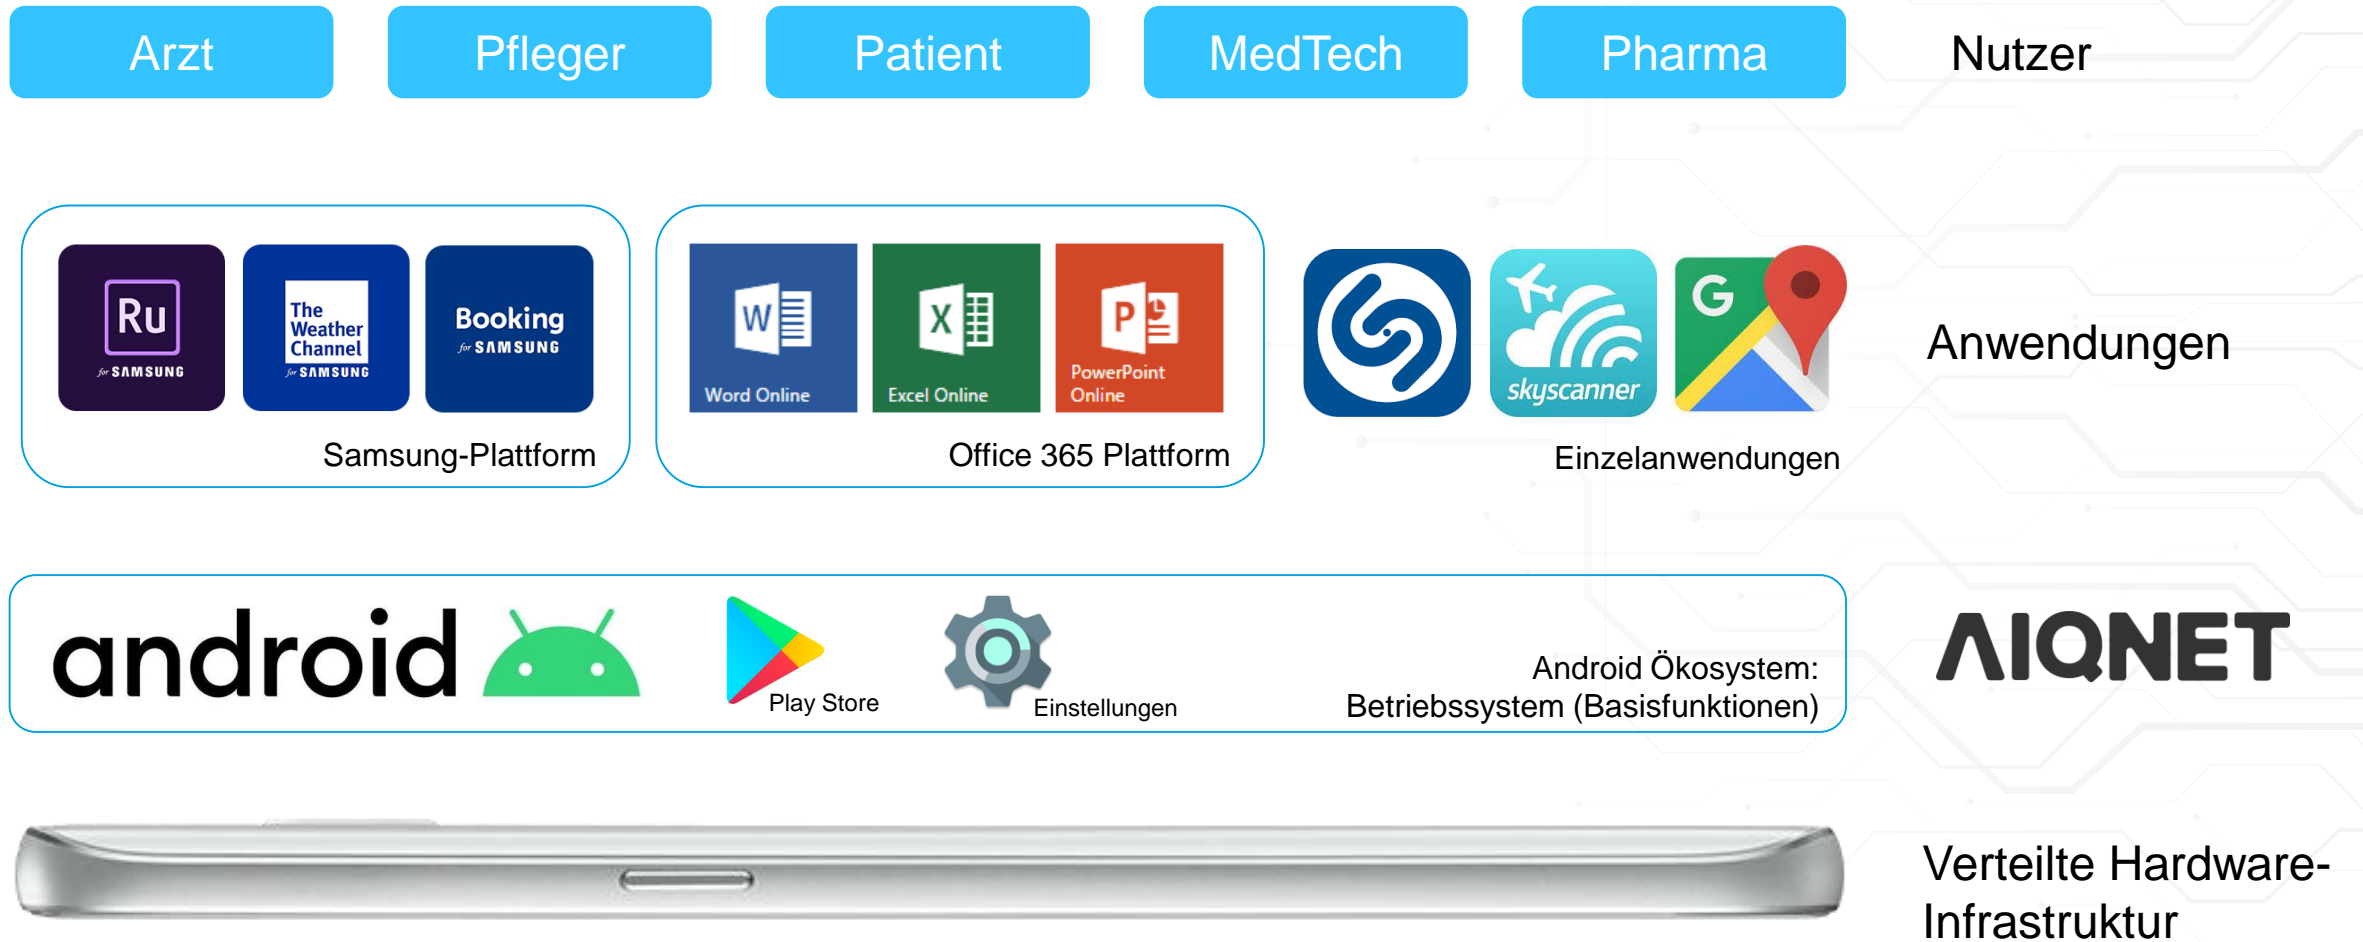 Arzt
Pfleger
Patient
MedTech
Pharma
Nutzer
Ru
for SAMSUNG
The
Weather
Channel
for SAMSUNG
Booking
for SAMSUNG
Samsung-Plattform
W
Word Online
X
Excel Online
P
PowerPoint
Online
Office 365 Plattform
skyscanner
G
Einzelanwendungen
Anwendungen
android
Play Store
Einstellungen
Android Ökosystem:
Betriebssystem (Basisfunktionen)
AIQNET
Verteilte Hardware-
Infrastruktur